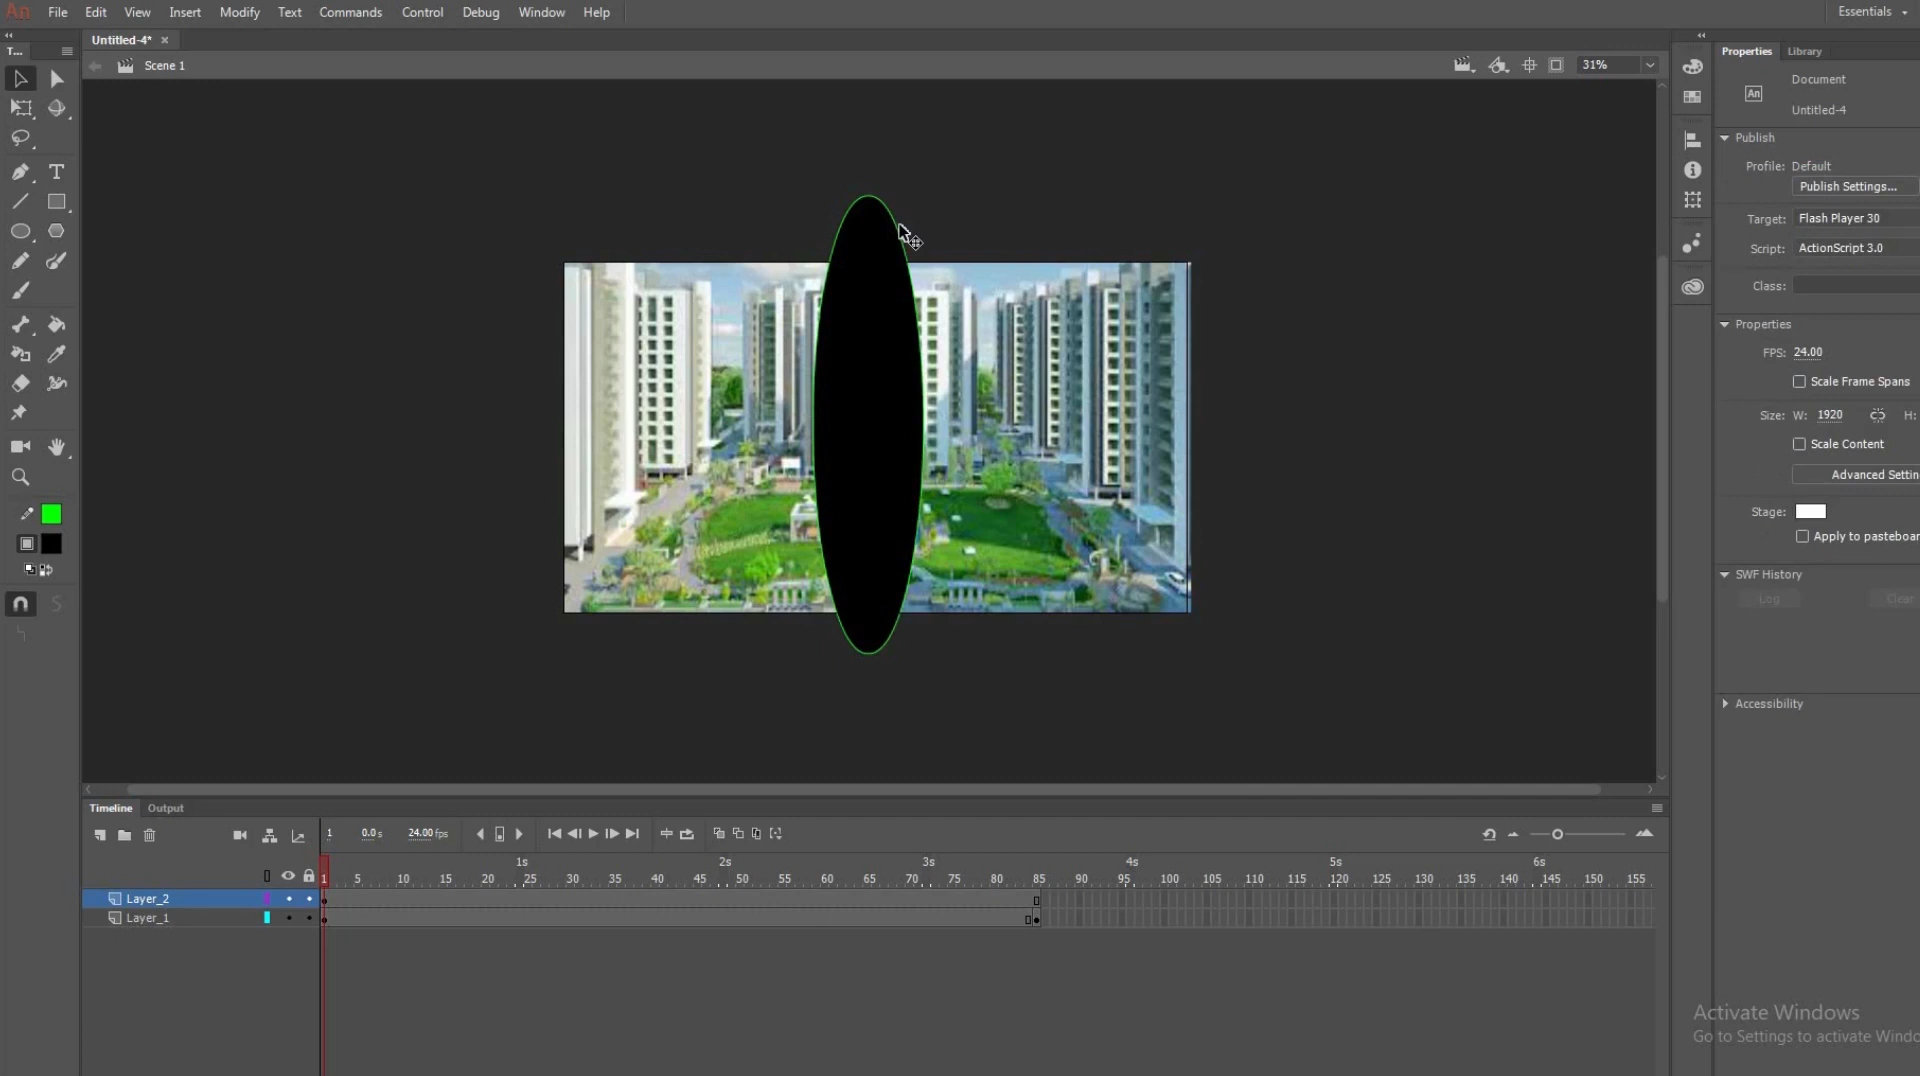 An File Edit View Insert Modify Text Commands Control Debug Window Help Essentials
Untitled-4* ×
T... Properties Library
Scene 1 31%
Document
An
Untitled-4
Publish
Profile: Default
Publish Settings...
Target: Flash Player 30
Script: ActionScript 3.0
Class:
Properties
FPS: 24.00
Scale Frame Spans
Size: W: 1920 H:
Scale Content
Advanced Settin
Stage:
Apply to pasteboar
SWF History
Log Clear
Accessibility
Timeline Output
1 0.0 s 24.00 fps
1s 2s 3s 4s 5s 6s
1 5 10 15 20 25 30 35 40 45 50 55 60 65 70 75 80 85 90 95 100 105 110 115 120 125 130 135 140 145 150 155
Layer_2
Layer_1
Activate Windows
Go to Settings to activate Windo